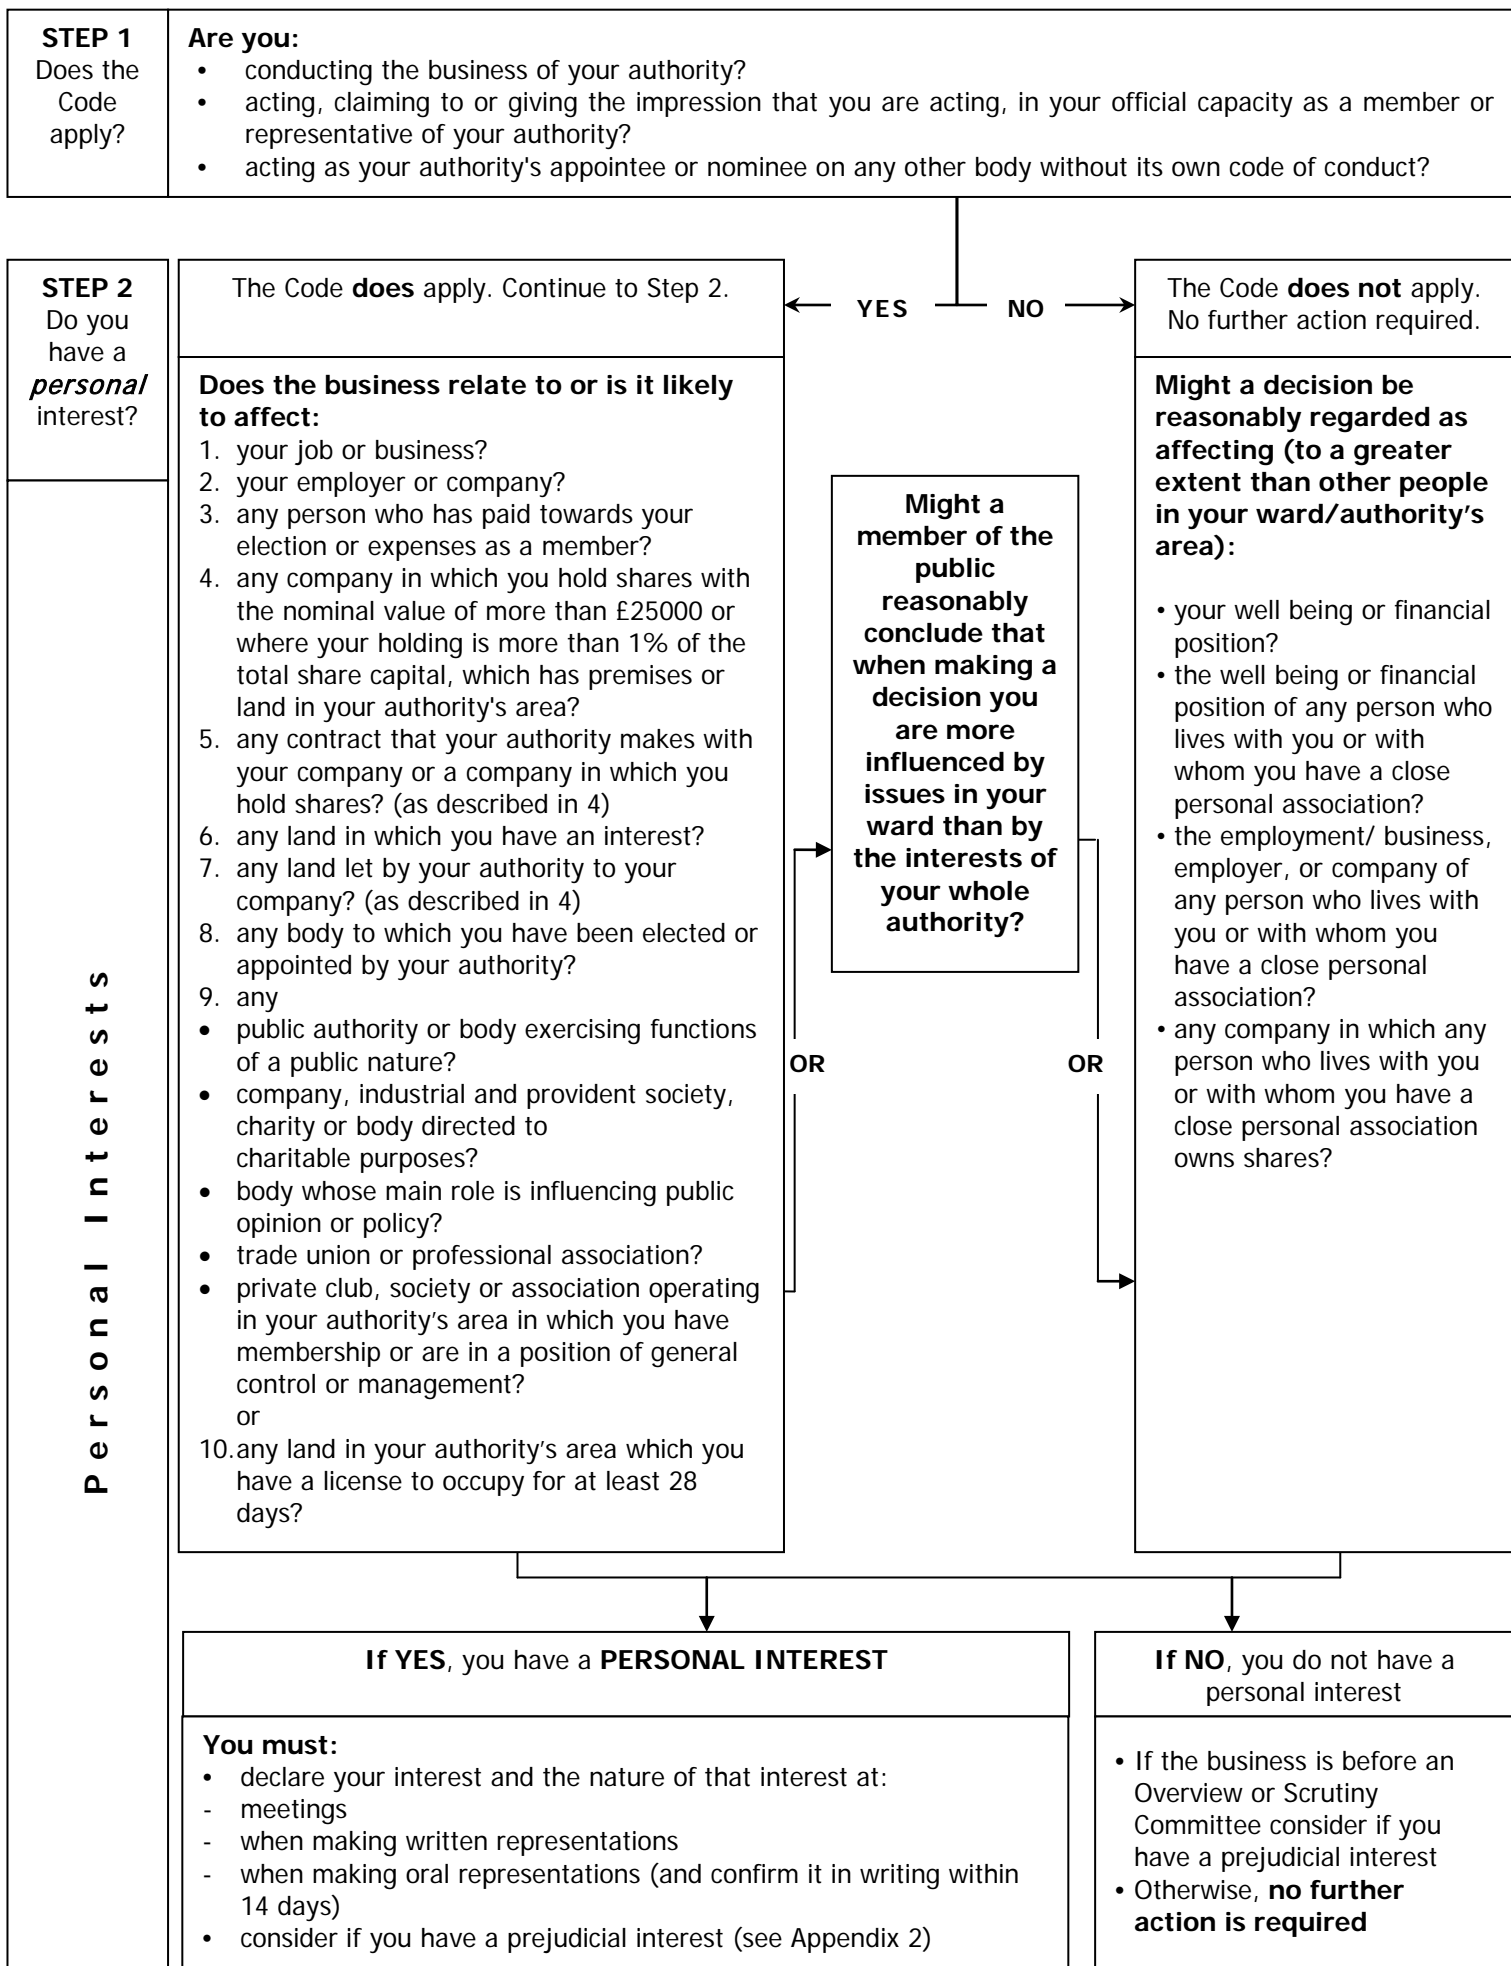 STEP 1
Does the
Code
apply?
Are you:
• conducting the business of your authority?
• acting, claiming to or giving the impression that you are acting, in your official capacity as a member or
representative of your authority?
• acting as your authority's appointee or nominee on any other body without its own code of conduct?
STEP 2
Do you
have a
personal
interest?
Personal Interests
The Code does apply. Continue to Step 2.
YES
NO
The Code does not apply.
No further action required.
Does the business relate to or is it likely
to affect:
1. your job or business?
2. your employer or company?
3. any person who has paid towards your
election or expenses as a member?
4. any company in which you hold shares with
the nominal value of more than £25000 or
where your holding is more than 1% of the
total share capital, which has premises or
land in your authority's area?
5. any contract that your authority makes with
your company or a company in which you
hold shares? (as described in 4)
6. any land in which you have an interest?
7. any land let by your authority to your
company? (as described in 4)
8. any body to which you have been elected or
appointed by your authority?
9. any
• public authority or body exercising functions
of a public nature?
• company, industrial and provident society,
charity or body directed to
charitable purposes?
• body whose main role is influencing public
opinion or policy?
• trade union or professional association?
• private club, society or association operating
in your authority’s area in which you have
membership or are in a position of general
control or management?
or
10. any land in your authority’s area which you
have a license to occupy for at least 28
days?
OR
Might a
member of the
public
reasonably
conclude that
when making a
decision you
are more
influenced by
issues in your
ward than by
the interests of
your whole
authority?
OR
Might a decision be
reasonably regarded as
affecting (to a greater
extent than other people
in your ward/authority’s
area):
• your well being or financial
position?
• the well being or financial
position of any person who
lives with you or with
whom you have a close
personal association?
• the employment/ business,
employer, or company of
any person who lives with
you or with whom you
have a close personal
association?
• any company in which any
person who lives with you
or with whom you have a
close personal association
owns shares?
If YES, you have a PERSONAL INTEREST
You must:
• declare your interest and the nature of that interest at:
- meetings
- when making written representations
- when making oral representations (and confirm it in writing within
14 days)
• consider if you have a prejudicial interest (see Appendix 2)
If NO, you do not have a
personal interest
• If the business is before an
Overview or Scrutiny
Committee consider if you
have a prejudicial interest
• Otherwise, no further
action is required